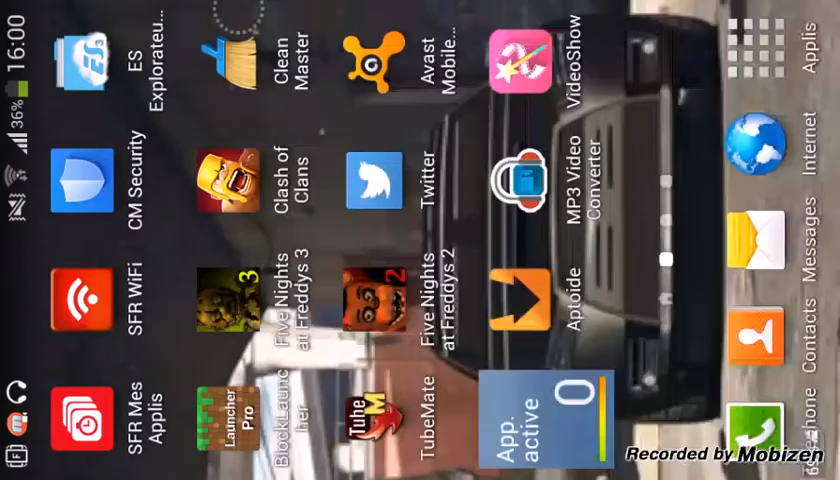 16:00
36%
SFR Mes
Applis
SFR WiFi
CM Security
ES
Explorateu...
Launcher
Pro
BlockLaunc
her
3
Five Nights
at Freddys 3
Clash of
Clans
Clean
Master
Tube
M
TubeMate
2
Five Nights
at Freddys 2
Twitter
Avast
Mobile...
App.
active
0
Aptoide
MP3 Video
Converter
VideoShow
Contacts
Messages
Internet
Applis
Recorded by Mobizen